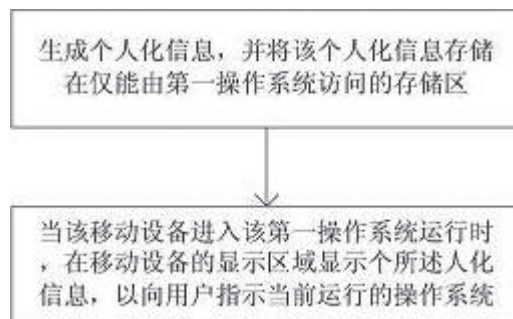 生成个人化信息，并将该个人化信息存储
在仅能由第一操作系统访问的存储区
当该移动设备进入该第一操作系统运行时
，在移动设备的显示区域显示个所述人化
信息，以向用户指示当前运行的操作系统